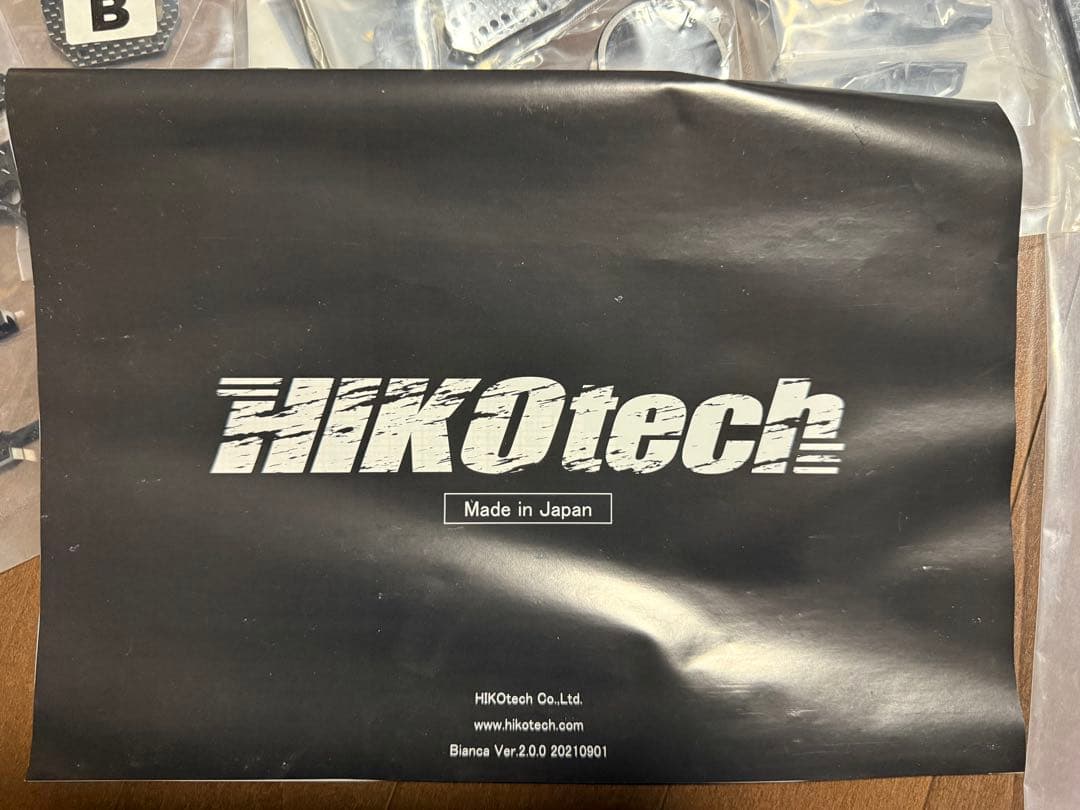 B
HIKOtech
Made in Japan
HIKOtech Co.,Ltd.
www.hikotech.com
Bianca Ver.2.0.0 20210901